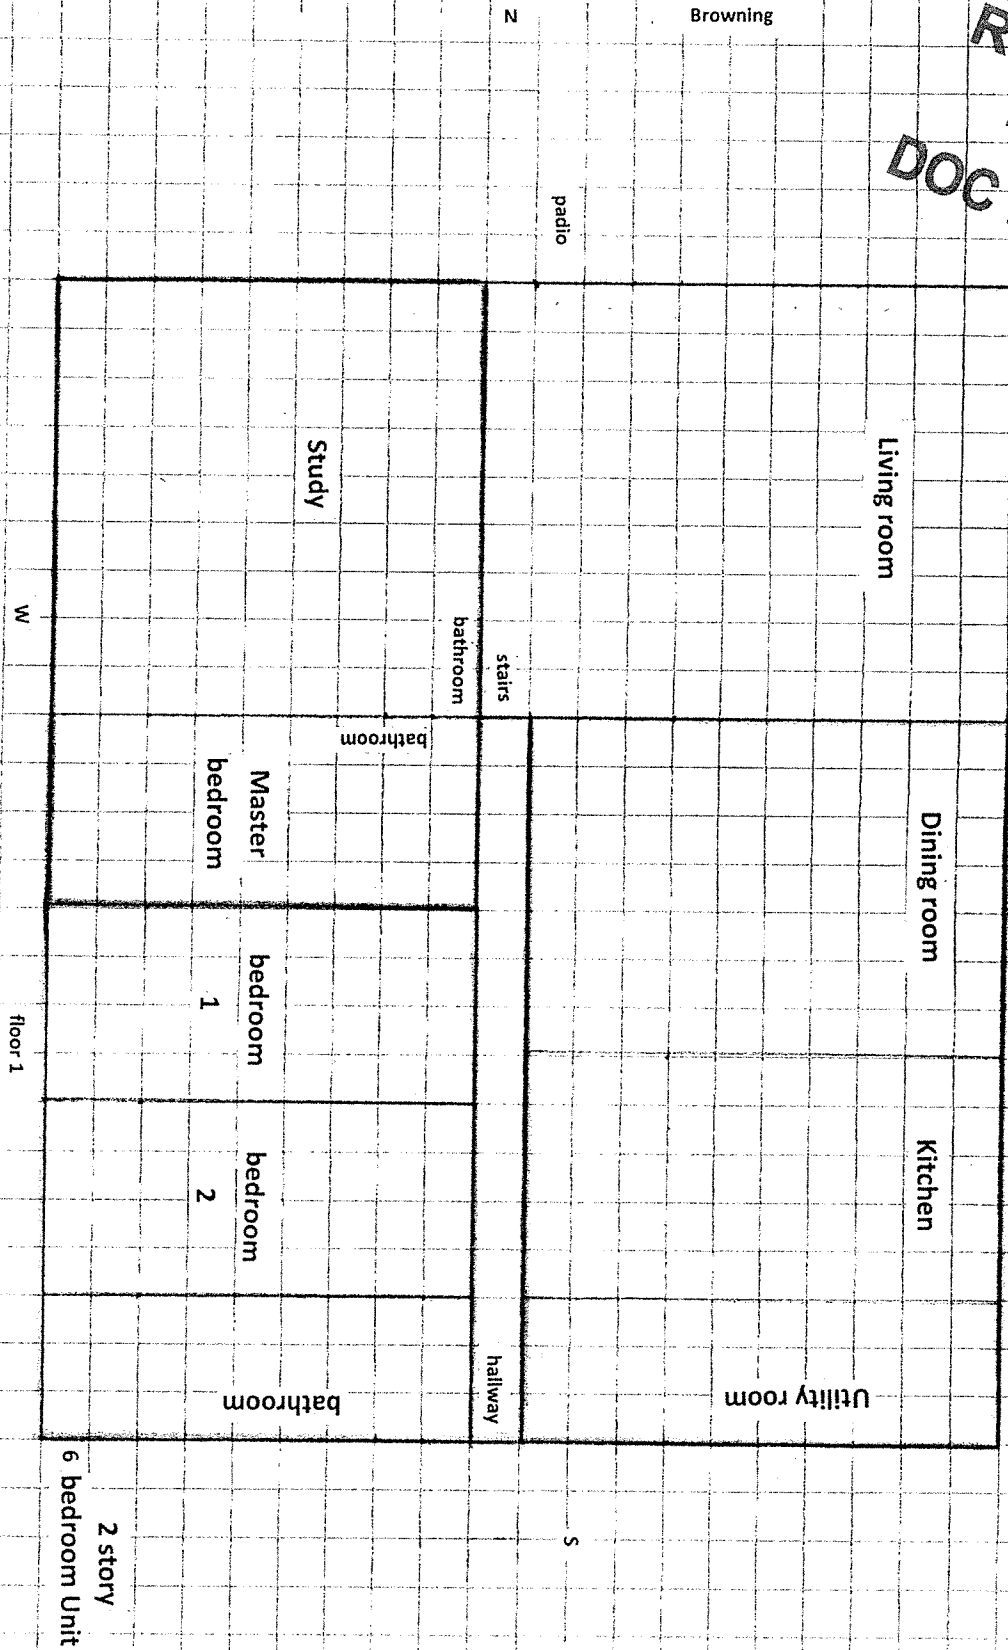 N
Browning
R
DOC
padio
Living room
Study
W
bathroom
stairs
bathroom
Master
bedroom
Dining room
bedroom
1
floor 1
bedroom
2
Kitchen
hallway
bathroom
Utility room
S
2 story
6 bedroom Unit